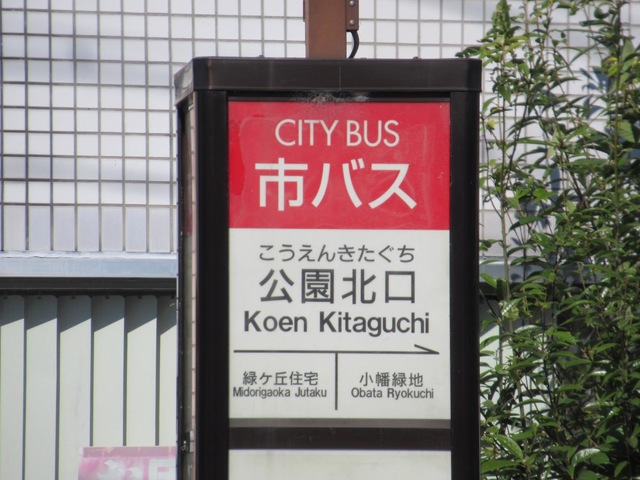 CITY BUS
市バス
こうえんきたぐち
公園北口
Koen Kitaguchi
緑ケ丘住宅 小幡緑地
Midorigaoka Jutaku Obata Ryokuchi